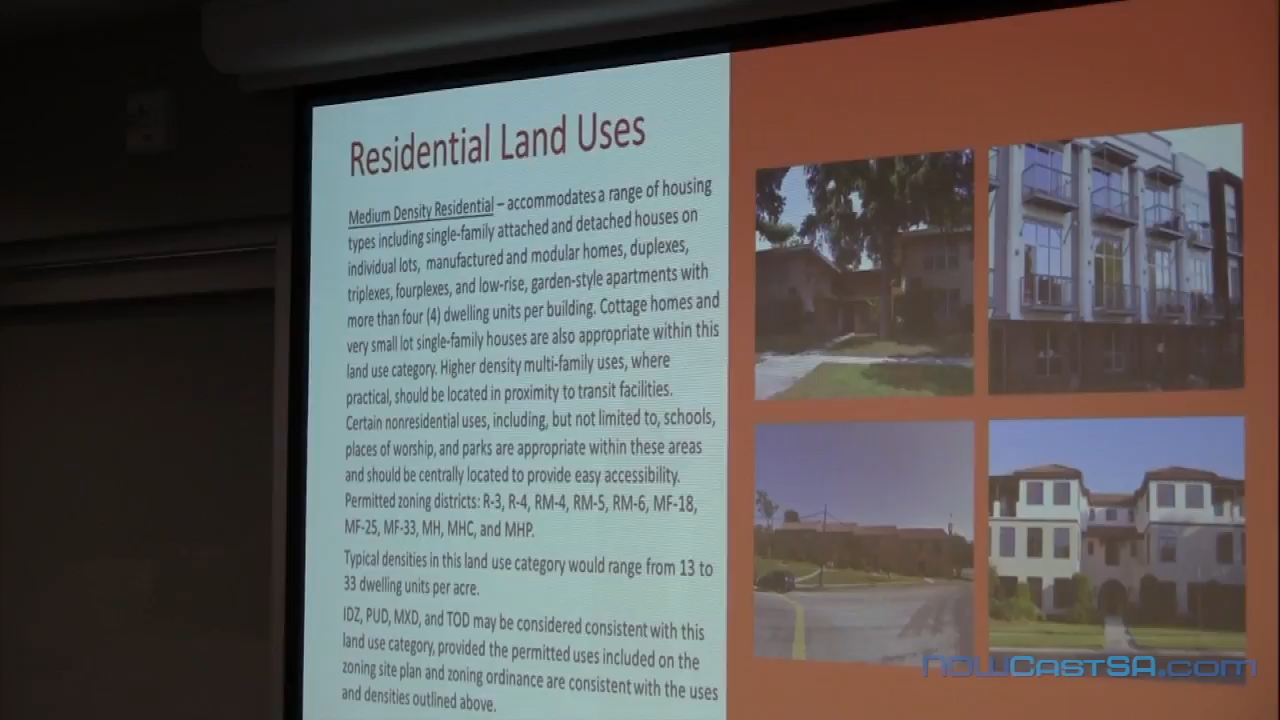 Residential Land Uses
Medium Density Residential – accommodates a range of housing
types including single-family attached and detached houses on
individual lots, manufactured and modular homes, duplexes,
triplexes, fourplexes, and low-rise, garden-style apartments with
more than four (4) dwelling units per building. Cottage homes and
very small lot single-family houses are also appropriate within this
land use category. Higher density multi-family uses, where
practical, should be located in proximity to transit facilities.
Certain nonresidential uses, including, but not limited to, schools,
places of worship, and parks are appropriate within these areas
and should be centrally located to provide easy accessibility.
Permitted zoning districts: R-3, R-4, RM-4, RM-5, RM-6, MF-18,
MF-25, MF-33, MH, MHC, and MHP.
Typical densities in this land use category would range from 13 to
33 dwelling units per acre.
IDZ, PUD, MXD, and TOD may be considered consistent with this
land use category, provided the permitted uses included on the
zoning site plan and zoning ordinance are consistent with the uses
and densities outlined above.
NOWCASTSA.com